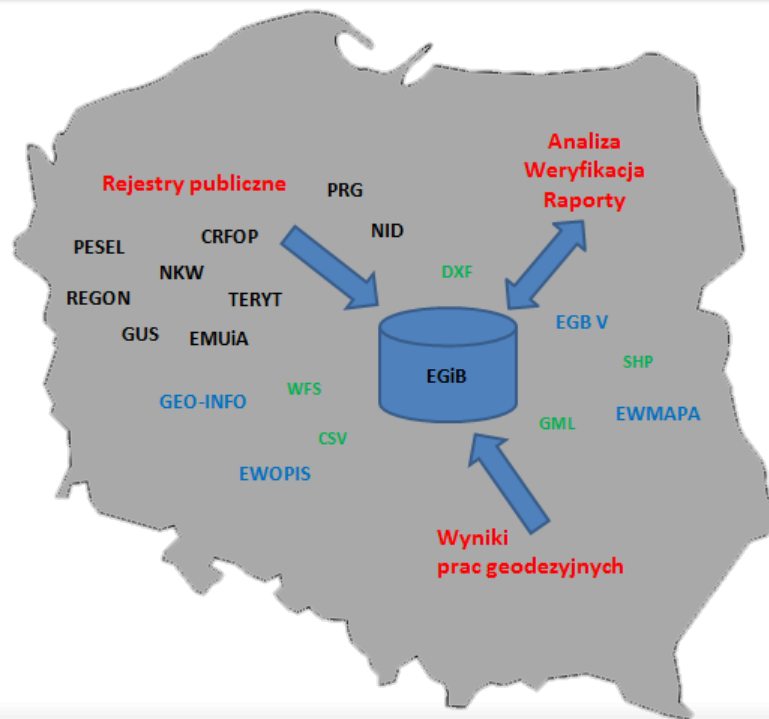 Analiza
Weryfikacja
Raporty
Rejestry publiczne
PRG
NID
CRFOP
PESEL
NKW
DXF
REGON
TERYT
GUS
EMUiA
EGB V
SHP
EGiB
WFS
GEO-INFO
EWMAPA
GML
CSV
EWOPIS
Wyniki
prac geodezyjnych